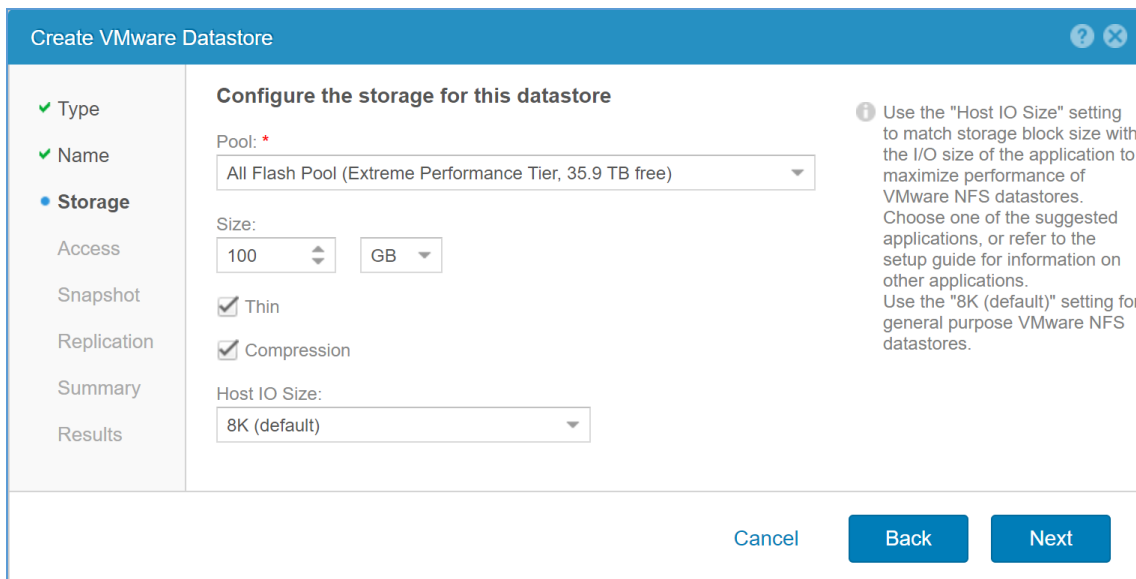 Create VMware Datastore
Type
Name
Storage
Access
Snapshot
Replication
Summary
Results
Configure the storage for this datastore
Pool: *
All Flash Pool (Extreme Performance Tier, 35.9 TB free)
Size:
100 GB
Thin
Compression
Host IO Size:
8K (default)
Use the "Host IO Size" setting
to match storage block size with
the I/O size of the application to
maximize performance of
VMware NFS datastores.
Choose one of the suggested
applications, or refer to the
setup guide for information on
other applications.
Use the "8K (default)" setting for
general purpose VMware NFS
datastores.
Cancel Back Next